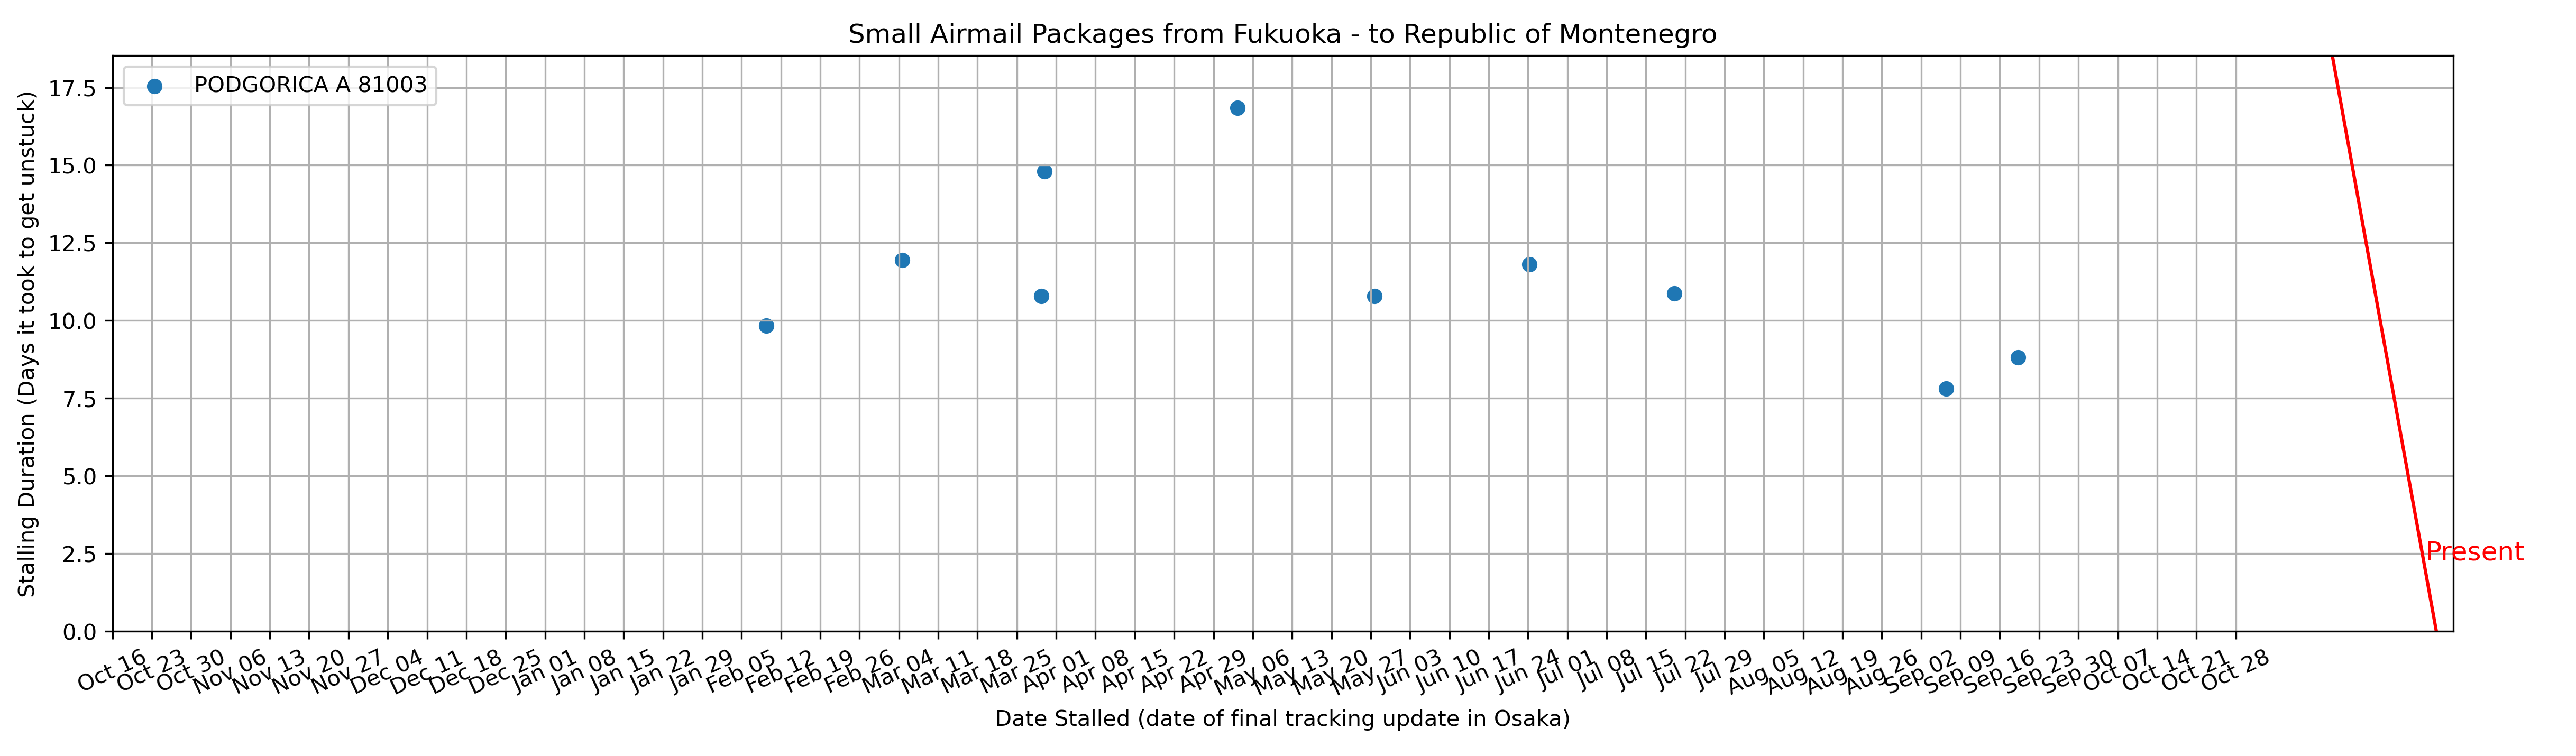 Small Airmail Packages from Fukuoka - to Republic of Montenegro
PODGORICA A 81003
Stalling Duration (Days it took to get unstuck)
17.5
15.0
12.5
10.0
7.5
5.0
2.5
0.0
Present
Oct 16
Oct 23
Oct 30
Nov 06
Nov 13
Nov 20
Nov 27
Dec 04
Dec 11
Dec 18
Dec 25
Jan 01
Jan 08
Jan 15
Jan 22
Jan 29
Feb 05
Feb 12
Feb 19
Feb 26
Mar 04
Mar 11
Mar 18
Mar 25
Apr 01
Apr 08
Apr 15
Apr 22
Apr 29
May 06
May 13
May 20
May 27
Jun 03
Jun 10
Jun 17
Jun 24
Jul 01
Jul 08
Jul 15
Jul 22
Jul 29
Aug 05
Aug 12
Aug 19
Aug 26
Sep 02
Sep 09
Sep 16
Sep 23
Sep 30
Oct 07
Oct 14
Oct 21
Oct 28
Date Stalled (date of final tracking update in Osaka)